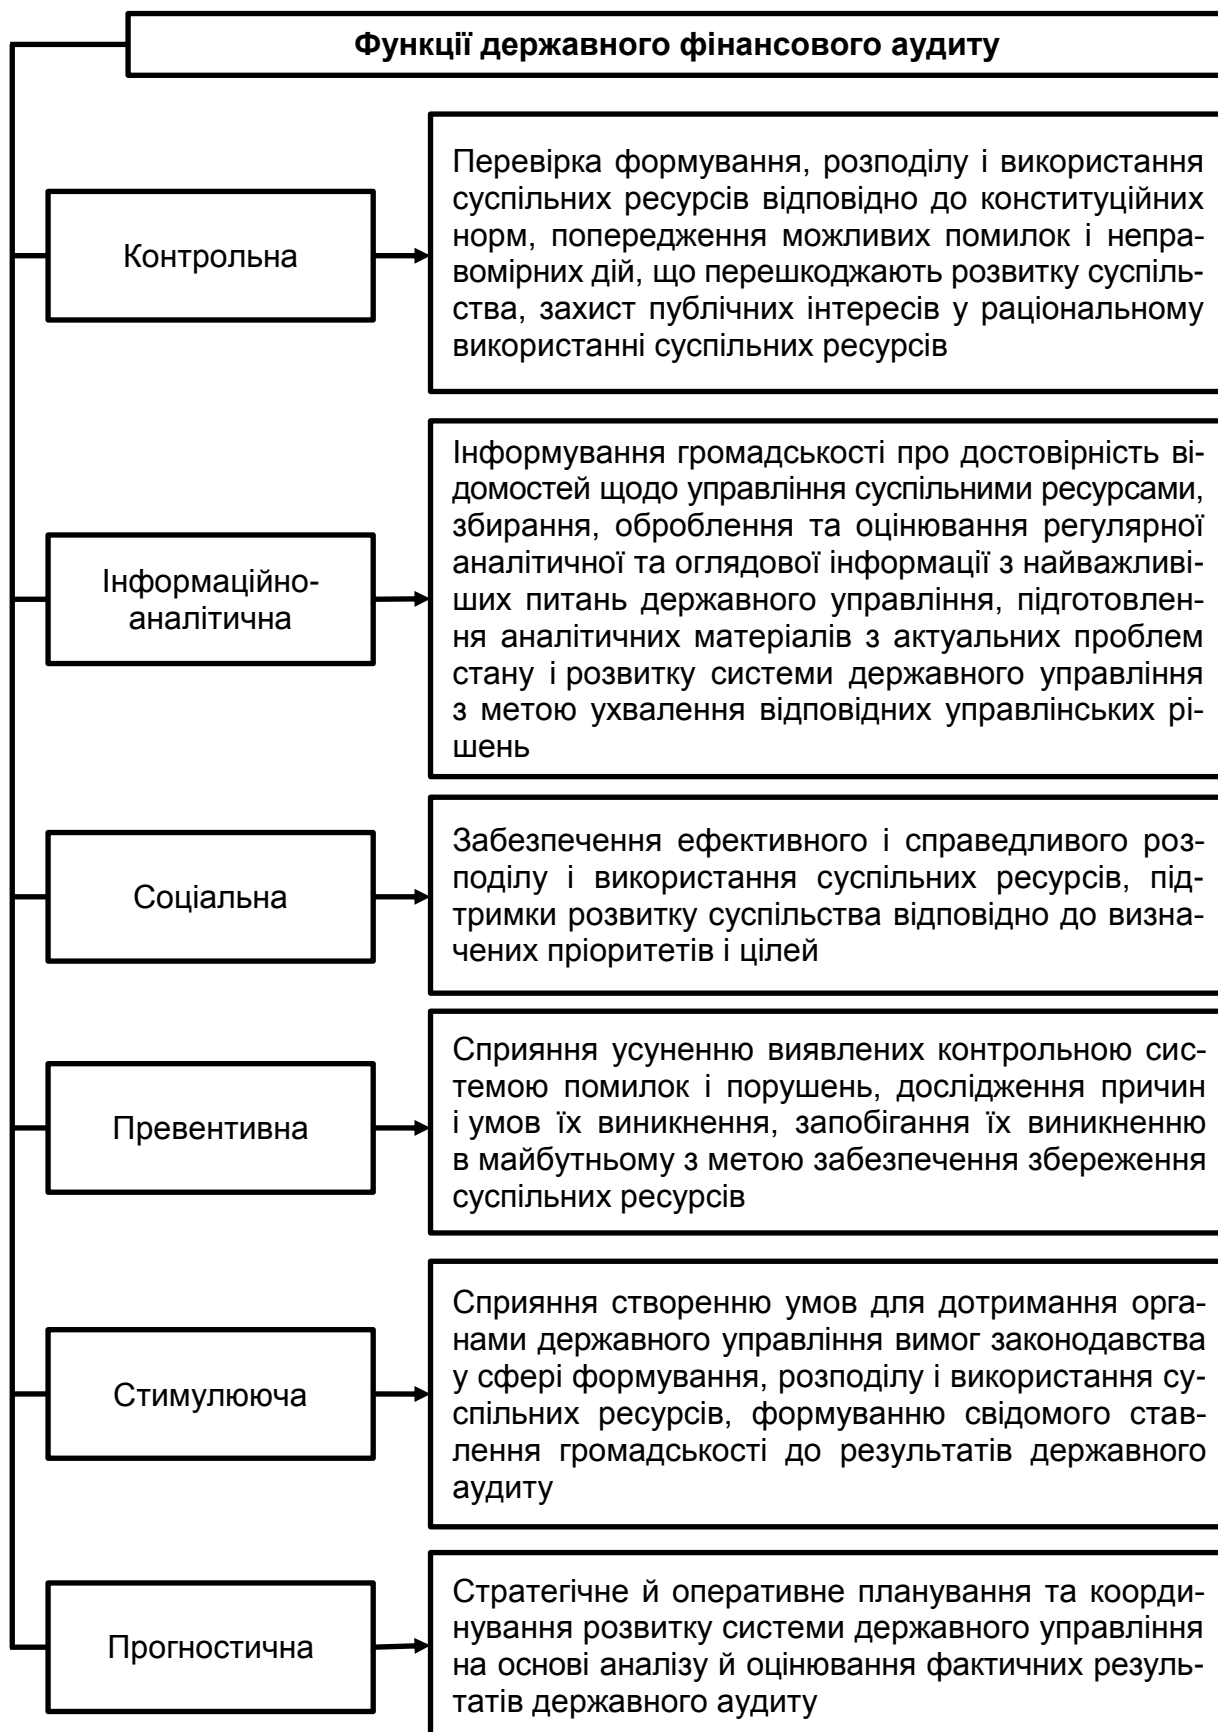 Функції державного фінансового аудиту
Контрольна
Перевірка формування, розподілу і використання
суспільних ресурсів відповідно до конституційних
норм, попередження можливих помилок і непра-
вомірних дій, що перешкоджають розвитку суспіль-
ства, захист публічних інтересів у раціональному
використанні суспільних ресурсів
Інформаційно-
аналітична
Інформування громадськості про достовірність ві-
домостей щодо управління суспільними ресурсами,
збирання, оброблення та оцінювання регулярної
аналітичної та оглядової інформації з найважливі-
ших питань державного управління, підготовлен-
ня аналітичних матеріалів з актуальних проблем
стану і розвитку системи державного управління
з метою ухвалення відповідних управлінських рі-
шень
Соціальна
Забезпечення ефективного і справедливого роз-
поділу і використання суспільних ресурсів, під-
тримки розвитку суспільства відповідно до визна-
чених пріоритетів і цілей
Превентивна
Сприяння усуненню виявлених контрольною сис-
темою помилок і порушень, дослідження причин
і умов їх виникнення, запобігання їх виникненню
в майбутньому з метою забезпечення збереження
суспільних ресурсів
Стимулююча
Сприяння створенню умов для дотримання орга-
нами державного управління вимог законодавства
у сфері формування, розподілу і використання су-
спільних ресурсів, формуванню свідомого став-
лення громадськості до результатів державного
аудиту
Прогностична
Стратегічне й оперативне планування та коорди-
нування розвитку системи державного управління
на основі аналізу й оцінювання фактичних резуль-
татів державного аудиту